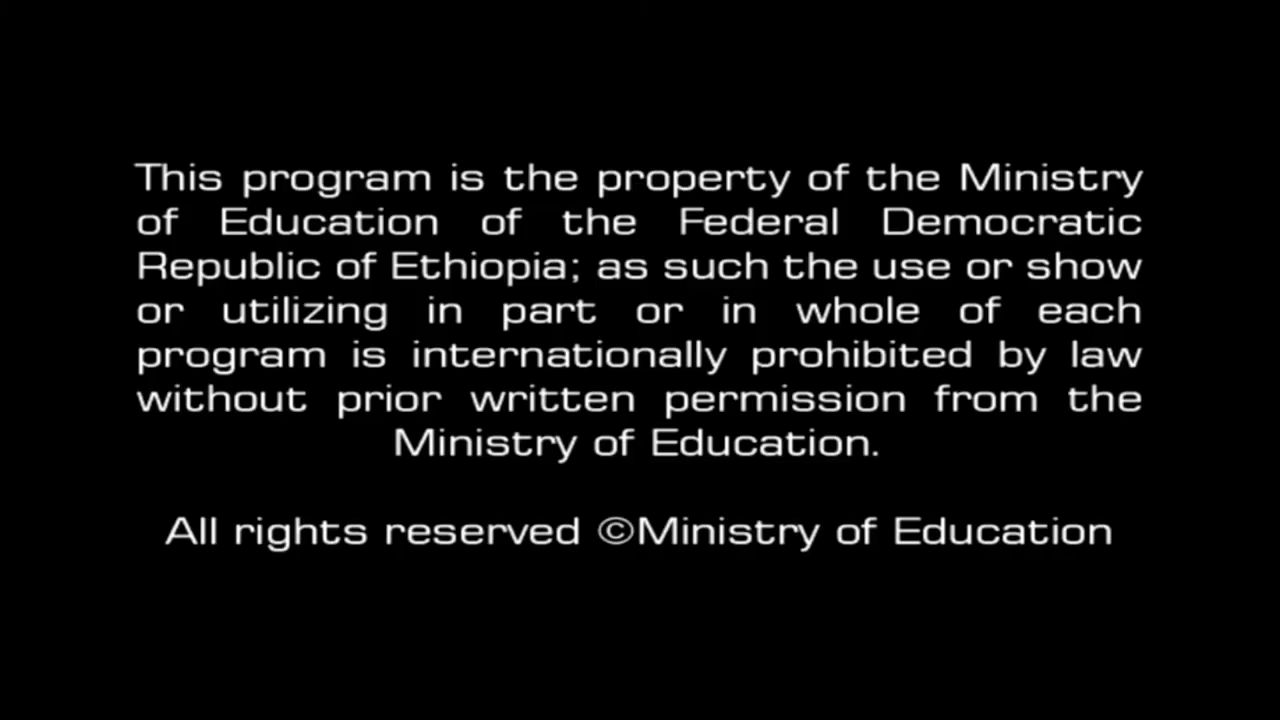 This program is the property of the Ministry
of Education of the Federal Democratic
Republic of Ethiopia; as such the use or show
or utilizing in part or in whole of each
program is internationally prohibited by law
without prior written permission from the
Ministry of Education.
All rights reserved ©Ministry of Education